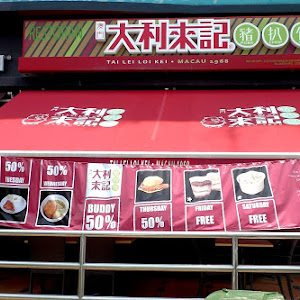 大利来記 豬扒
TAI LEI LOI KEI • MACAU 1968
大利
来記
大利
来記
50%
TUESDAY
50%
WEDNESDAY
大利
来記
BUDDY
50%
THURSDAY
50%
FRIDAY
FREE
SATURDAY
FREE